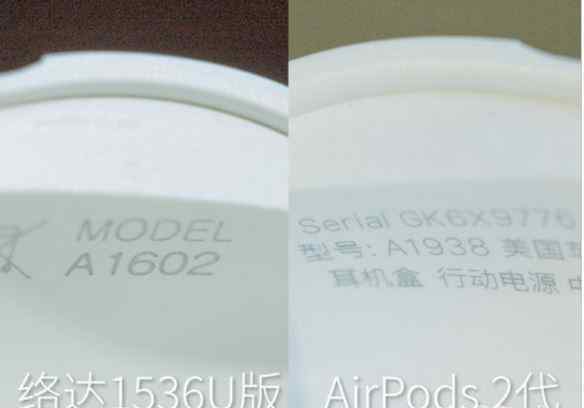 MODEL
A1602
络达1536U版
Serial GK6X9776
型号: A1938 美国
耳机盒 行动电源
AirPods 2代